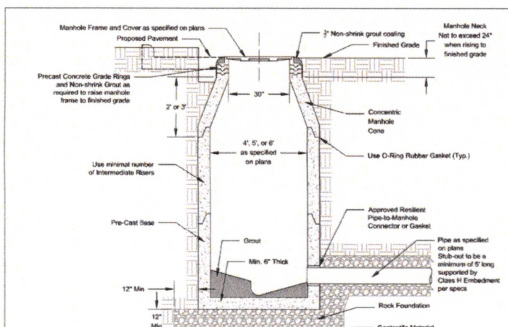 Manhole Frame and Cover as specified on plans
Proposed Pavement
Non-shrink grout coating
Finished Grade
Manhole Neck
Not to exceed 24"
when rising to
finished grade
Precast Concrete Grade Rings
and Non-shrink Grout as
required to raise manhole
frame to finished grade
30"
2' or 3'
Concentric
Manhole
Cone
4', 5', or 6'
as specified
on plans
Use O-Ring Rubber Gasket (Typ.)
Use minimal number
of Intermediate Risers
Pre-Cast Base
Approved Resilient
Pipe-to-Manhole
Connector or Gasket
Grout
Min. 6" Thick
Pipe as specified
on plans
Stub-out to be a
minimum of 5' long
supported by
Class H Embedment
per specs
12" Min
12"
Min
Rock Foundation
Material